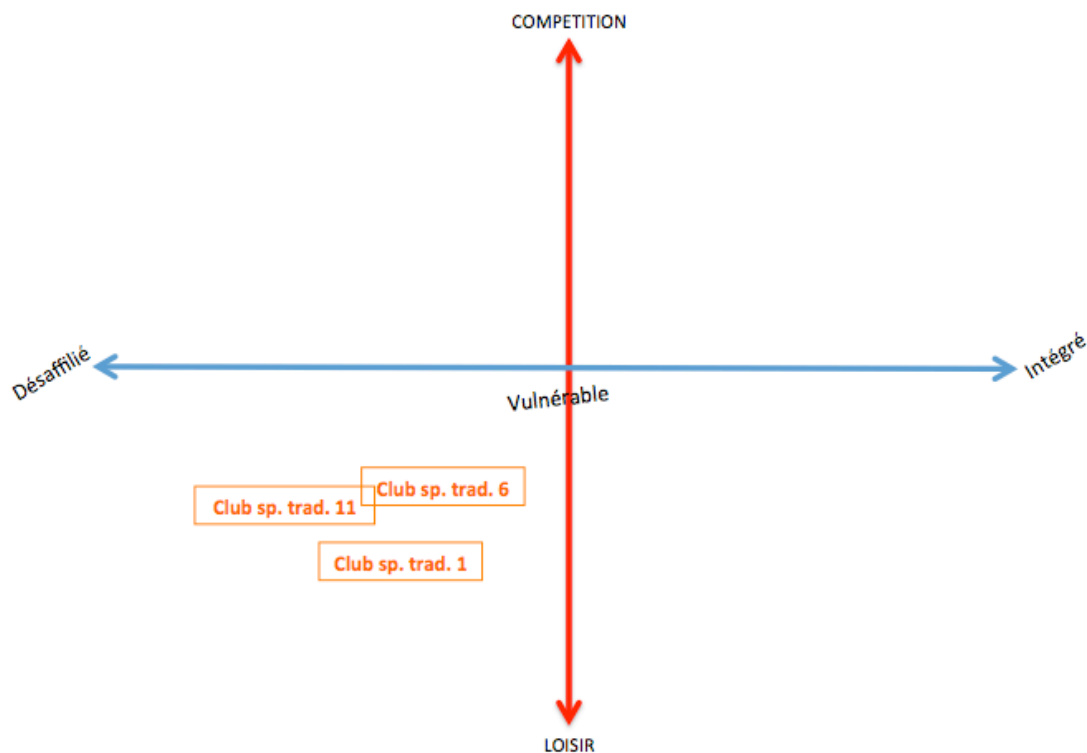 COMPETITION
Désaffilié
Intégré
Vulnérable
Club sp. trad. 6
Club sp. trad. 11
Club sp. trad. 1
LOISIR